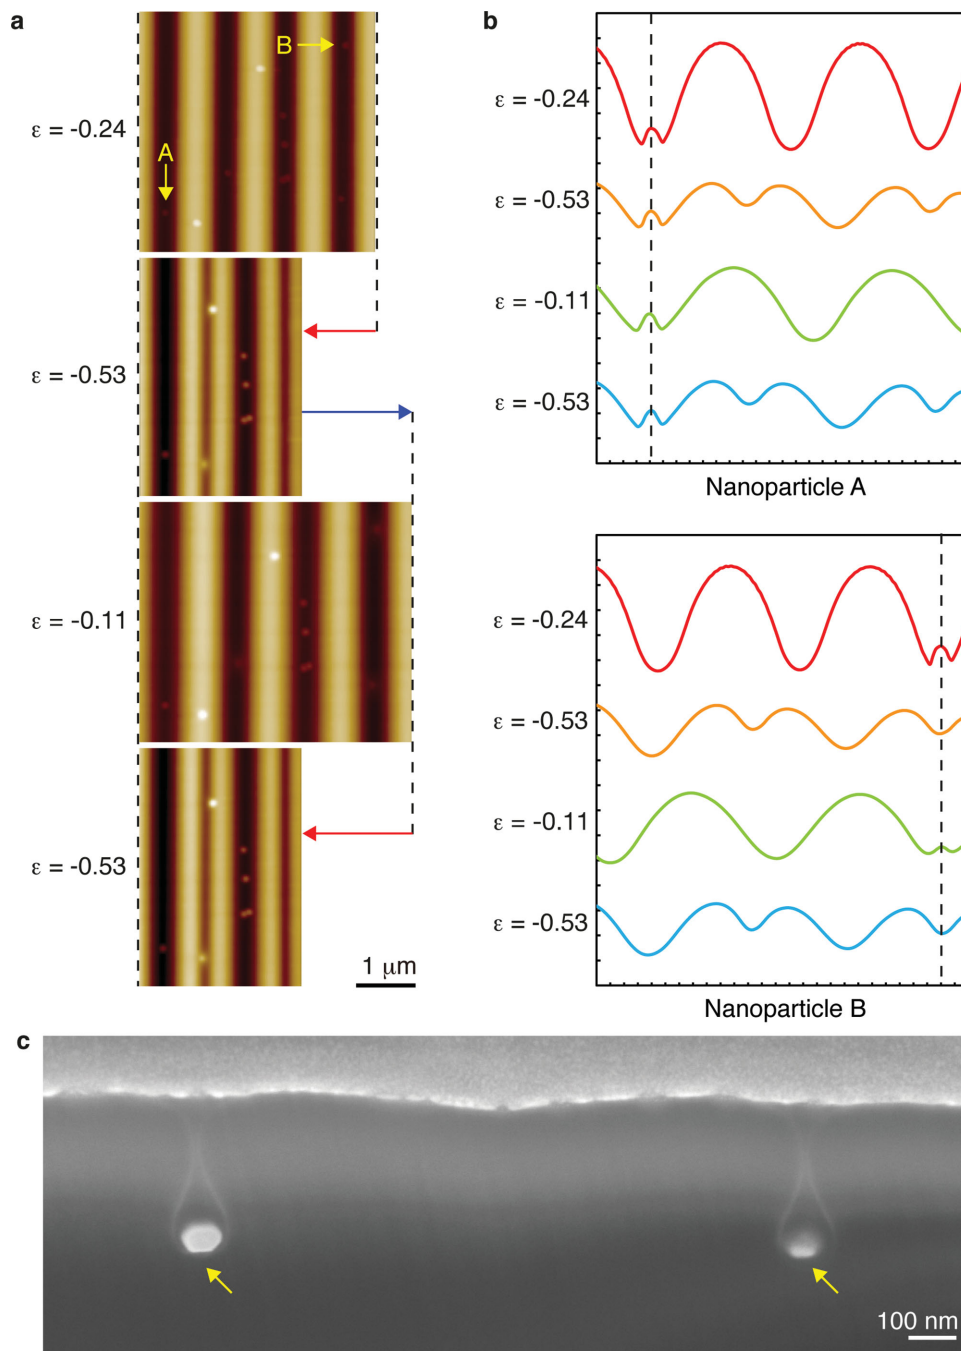 a
B
ε = -0.24
A
ε = -0.53
ε = -0.11
ε = -0.53
1 μm
b
ε = -0.24
ε = -0.53
ε = -0.11
ε = -0.53
Nanoparticle A
ε = -0.24
ε = -0.53
ε = -0.11
ε = -0.53
Nanoparticle B
c
100 nm